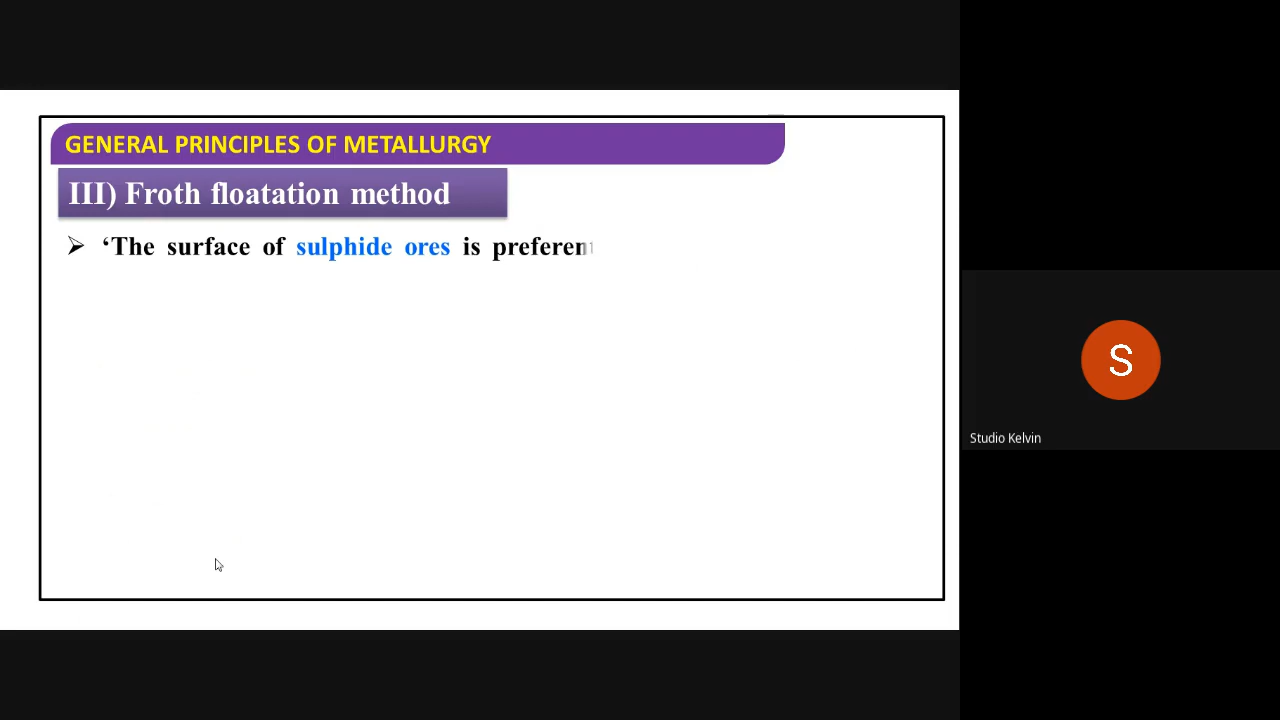 GENERAL PRINCIPLES OF METALLURGY
III) Froth floatation method
➢ ‘The surface of sulphide ores is preferen
S
Studio Kelvin